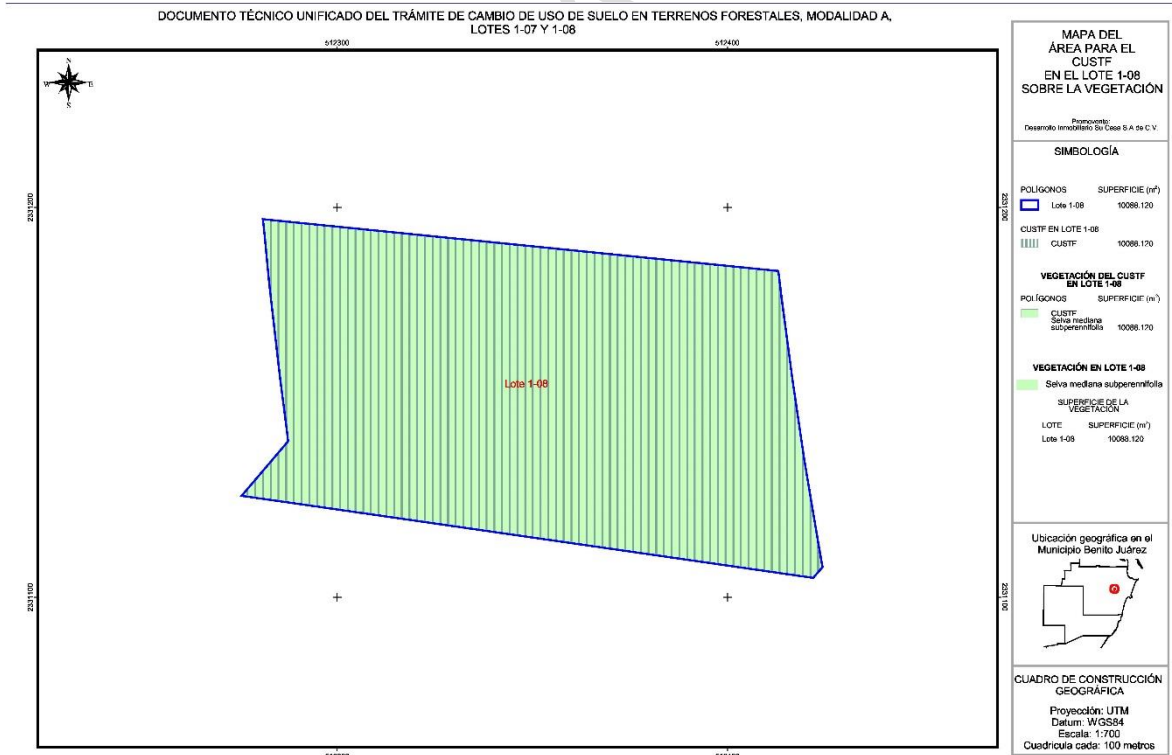 DOCUMENTO TÉCNICO UNIFICADO DEL TRÁMITE DE CAMBIO DE USO DE SUELO EN TERRENOS FORESTALES, MODALIDAD A,
LOTES 1-07 Y 1-08
512300 512400
N
W E
S
2331200 2331200
Lote 1-08
2331100 2331100
MAPA DEL
ÁREA PARA EL
CUSTF
EN EL LOTE 1-08
SOBRE LA VEGETACIÓN
Promovente:
Desarrollo Inmobiliario Su Casa S.A de C.V.
SIMBOLOGÍA
POLÍGONOS SUPERFICIE (m²)
Lote 1-08 10088.120
CUSTF EN LOTE 1-08
CUSTF 10088.120
VEGETACIÓN DEL CUSTF
EN LOTE 1-08
POLÍGONOS SUPERFICIE (m²)
CUSTF
Selva mediana
subperennifolia 10088.120
VEGETACIÓN EN LOTE 1-08
Selva mediana subperennifolia
SUPERFICIE DE LA
VEGETACIÓN
LOTE SUPERFICIE (m²)
Lote 1-08 10088.120
Ubicación geográfica en el
Municipio Benito Juárez
CUADRO DE CONSTRUCCIÓN
GEOGRÁFICA
Proyección: UTM
Datum: WGS84
Escala: 1:700
Cuadrícula cada: 100 metros